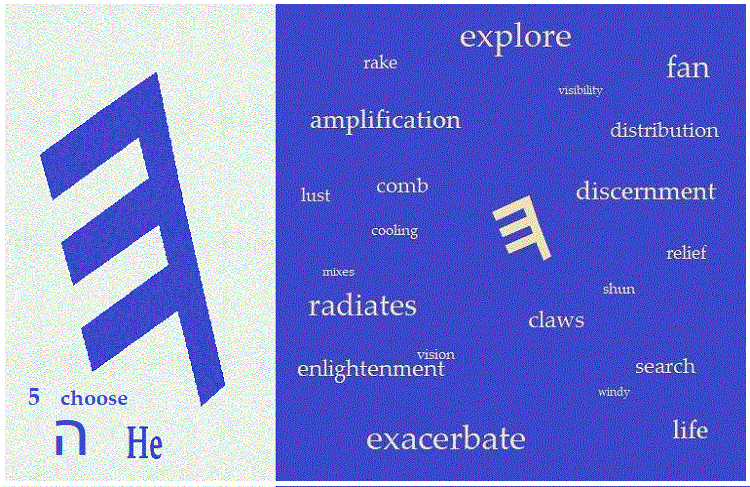 𐤄
5 choose
ה He
explore
rake
fan
visibility
amplification
distribution
lust
comb
discernment
cooling
𐤄
relief
mixes
shun
radiates
claws
vision
enlightenment
search
windy
exacerbate
life